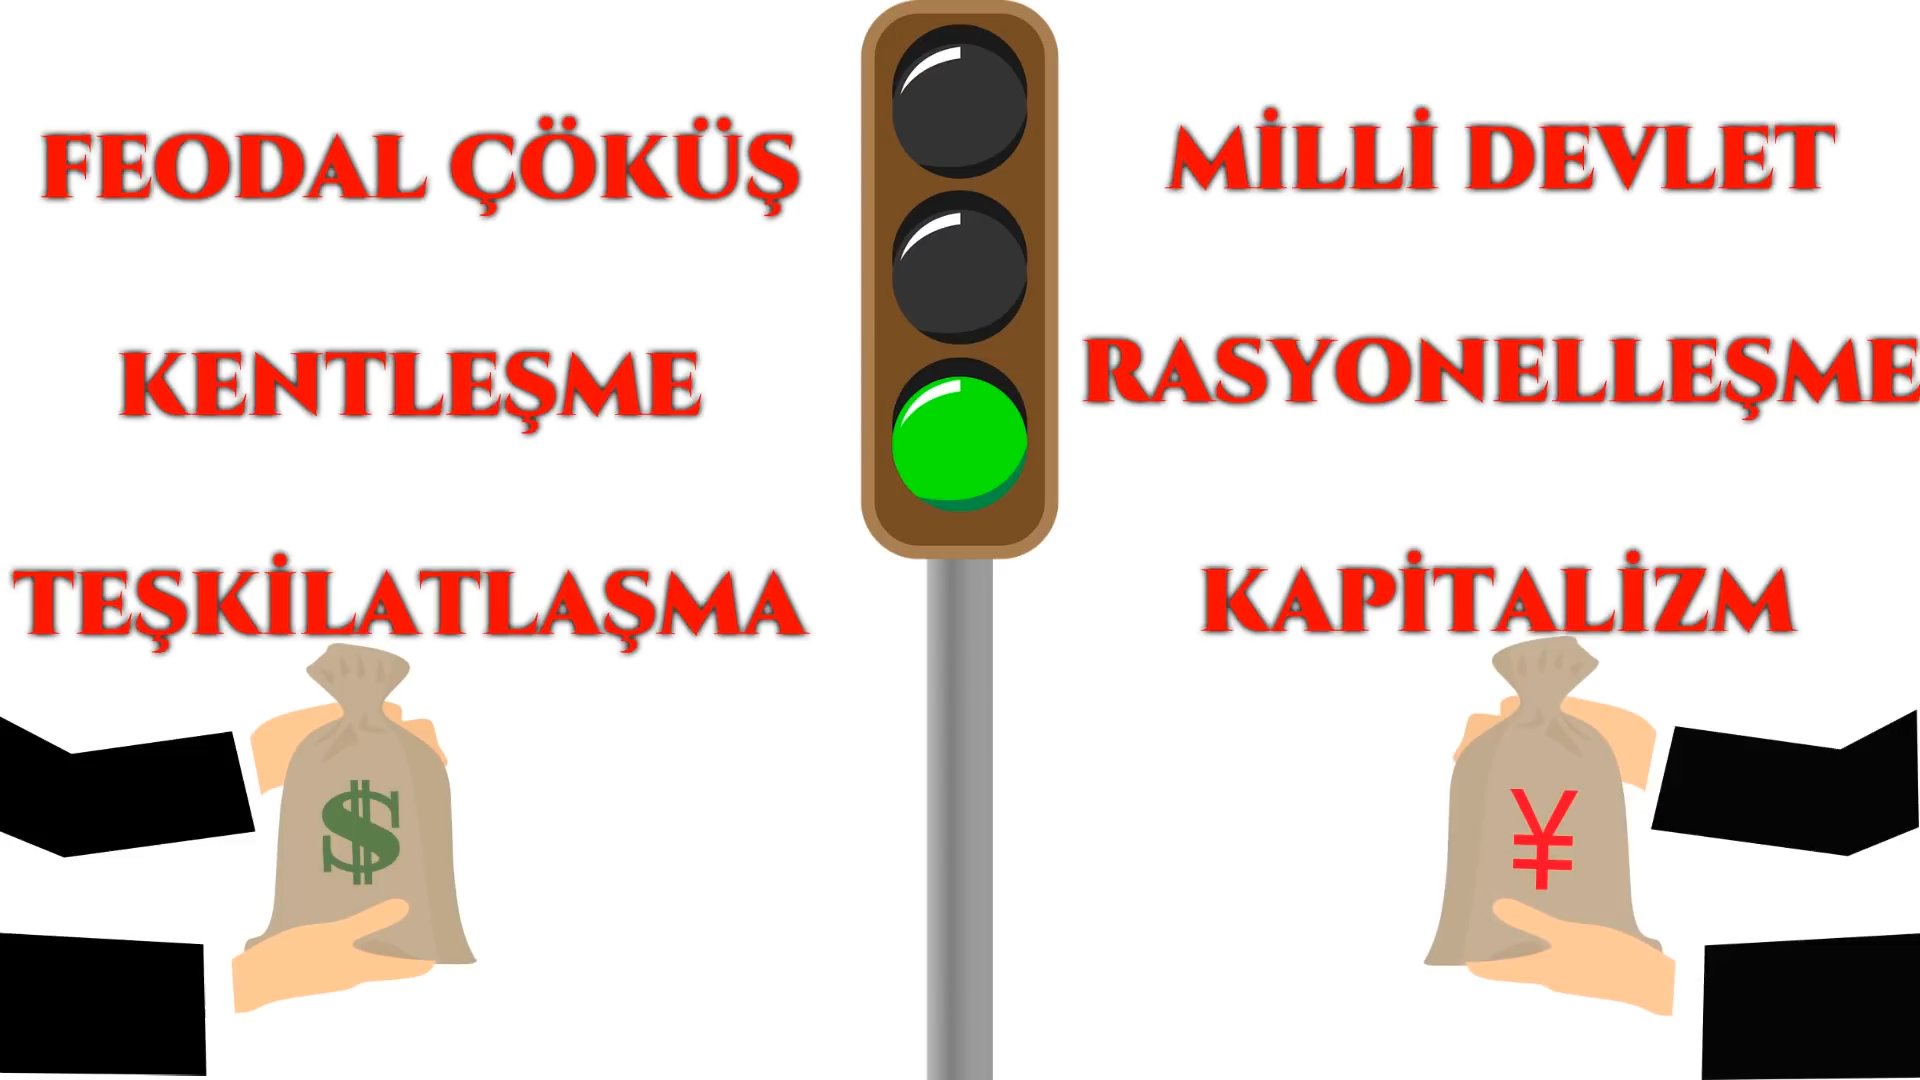 FEODAL ÇÖKÜŞ
KENTLEŞME
TEŞKİLATLAŞMA
$
MİLLİ DEVLET
RASYONELLEŞME
KAPİTALİZM
¥